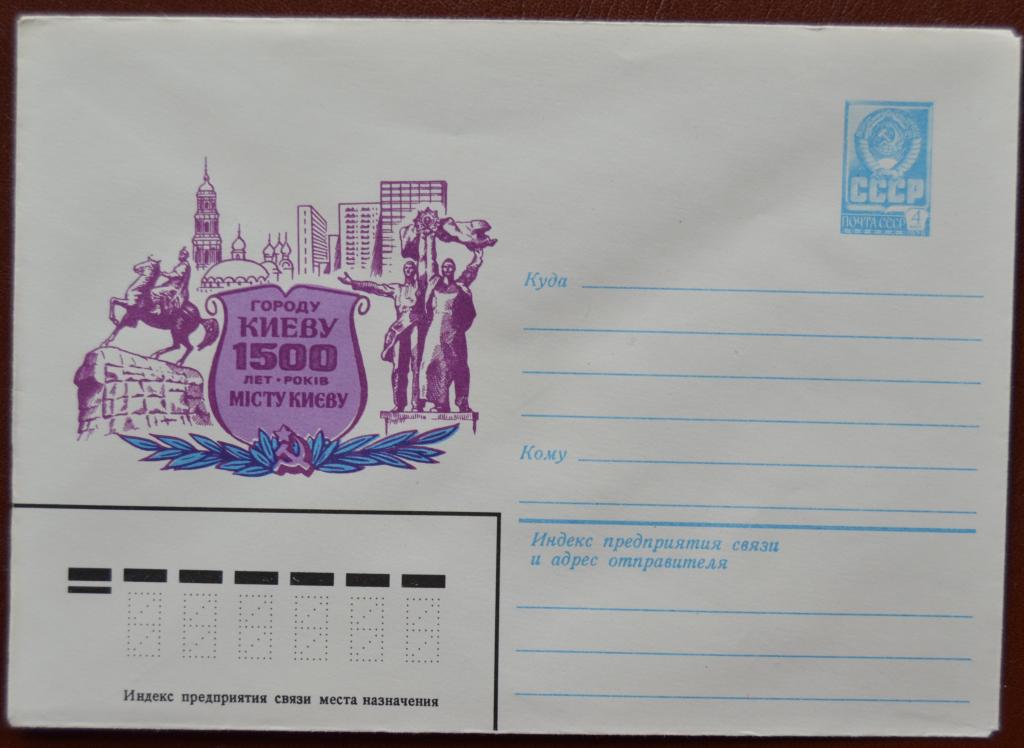 СССР
ПОЧТА СССР 4
ГОРОДУ
КИЕВУ
1500
ЛЕТ • РОКІВ
МІСТУ КИЄВУ
Куда
Кому
Индекс предприятия связи
и адрес отправителя
Индекс предприятия связи места назначения